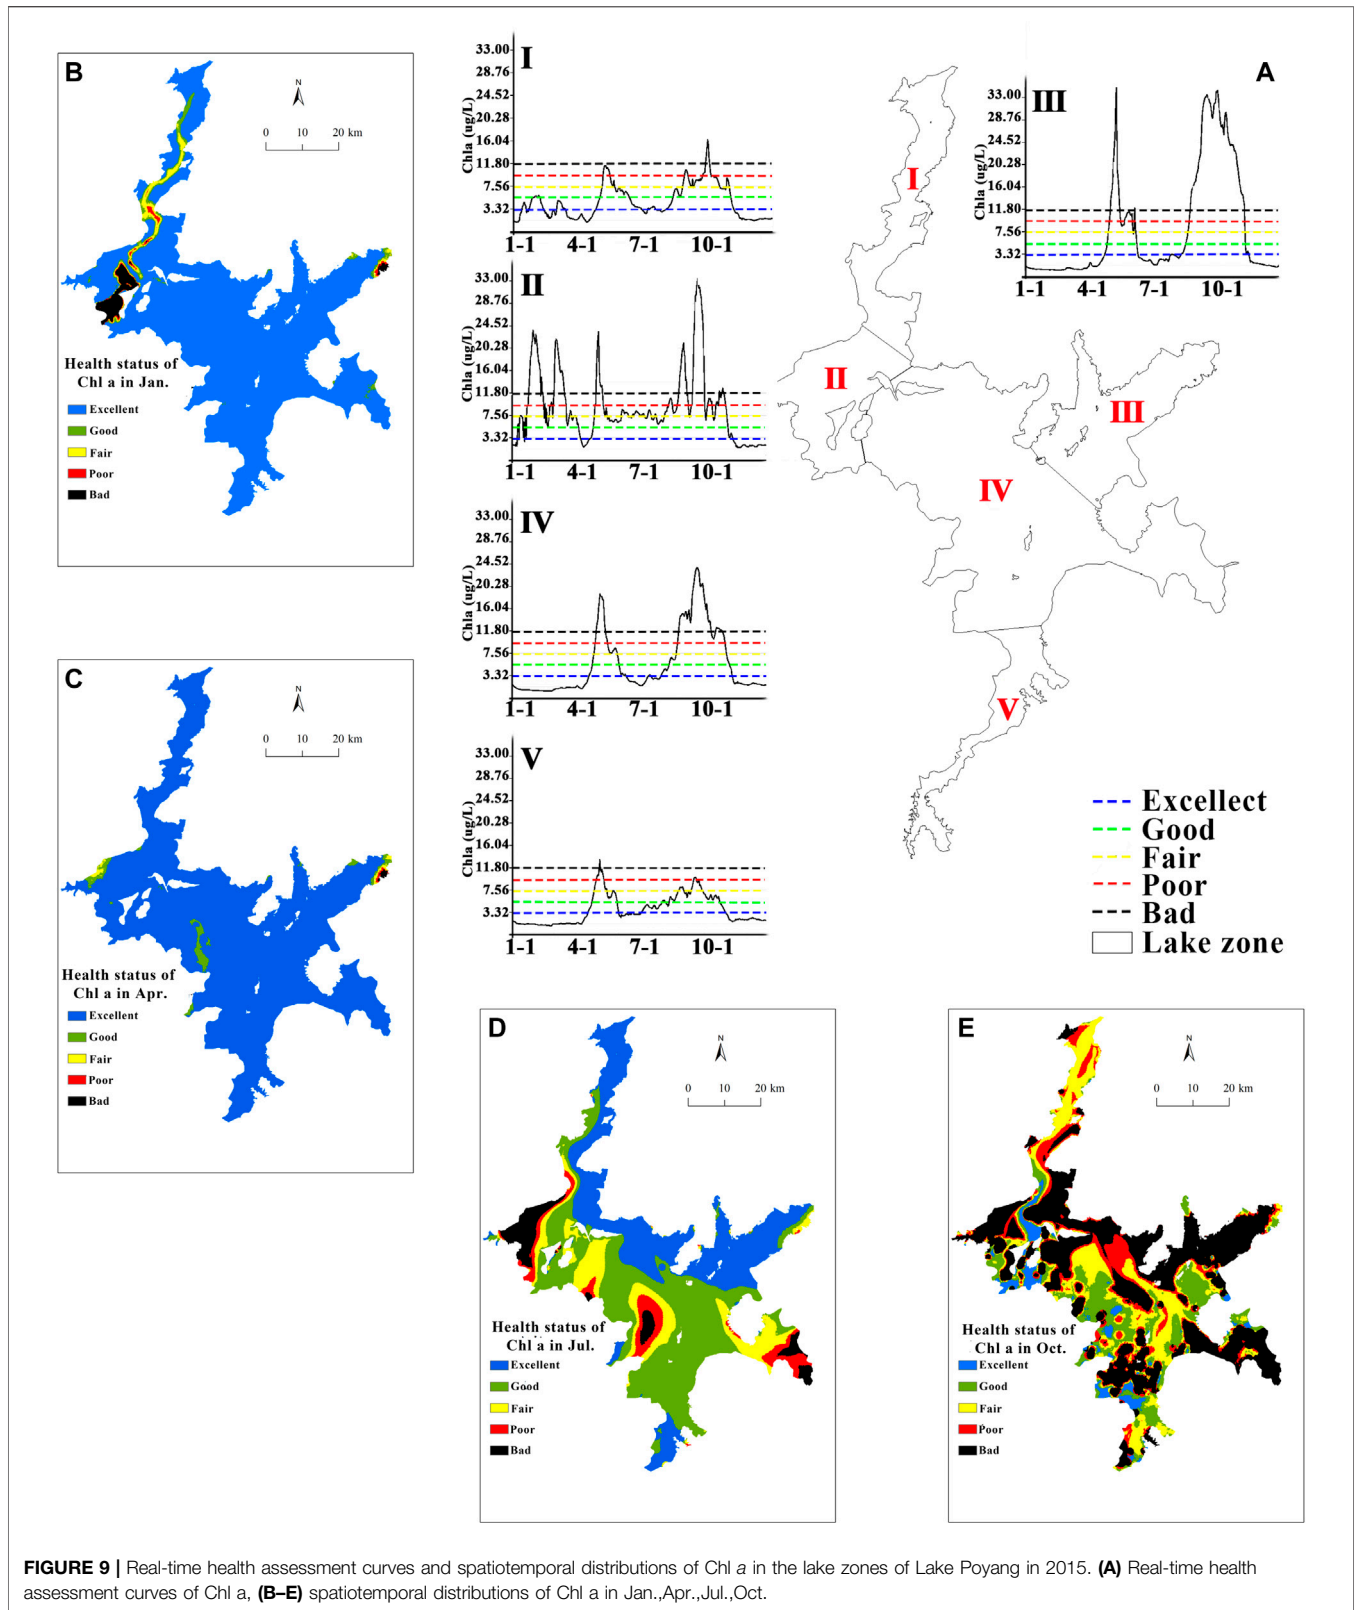 B
N
0 10 20 km
Health status of
Chl a in Jan.
Excellent
Good
Fair
Poor
Bad
C
N
0 10 20 km
Health status of
Chl a in Apr.
Excellent
Good
Fair
Poor
Bad
A
I
Chla (ug/L)
33.00
28.76
24.52
20.28
16.04
11.80
7.56
3.32
1-1 4-1 7-1 10-1
II
Chla (ug/L)
33.00
28.76
24.52
20.28
16.04
11.80
7.56
3.32
1-1 4-1 7-1 10-1
III
Chla (ug/L)
33.00
28.76
24.52
16.04
11.80
7.56
3.32
1-1 4-1 7-1 10-1
IV
Chla (ug/L)
33.00
28.76
24.52
20.28
16.04
11.80
7.56
3.32
1-1 4-1 7-1 10-1
V
Chla (ug/L)
33.00
28.76
24.52
20.28
16.04
11.80
7.56
3.32
1-1 4-1 7-1 10-1
I
II
III
IV
V
Excellect
Good
Fair
Poor
Bad
Lake zone
D
N
0 10 20 km
Health status of
Chl a in Jul.
Excellent
Good
Fair
Poor
Bad
E
N
0 10 20 km
Health status of
Chl a in Oct.
Excellent
Good
Fair
Poor
Bad
FIGURE 9 | Real-time health assessment curves and spatiotemporal distributions of Chl a in the lake zones of Lake Poyang in 2015. (A) Real-time health
assessment curves of Chl a, (B–E) spatiotemporal distributions of Chl a in Jan.,Apr.,Jul.,Oct.